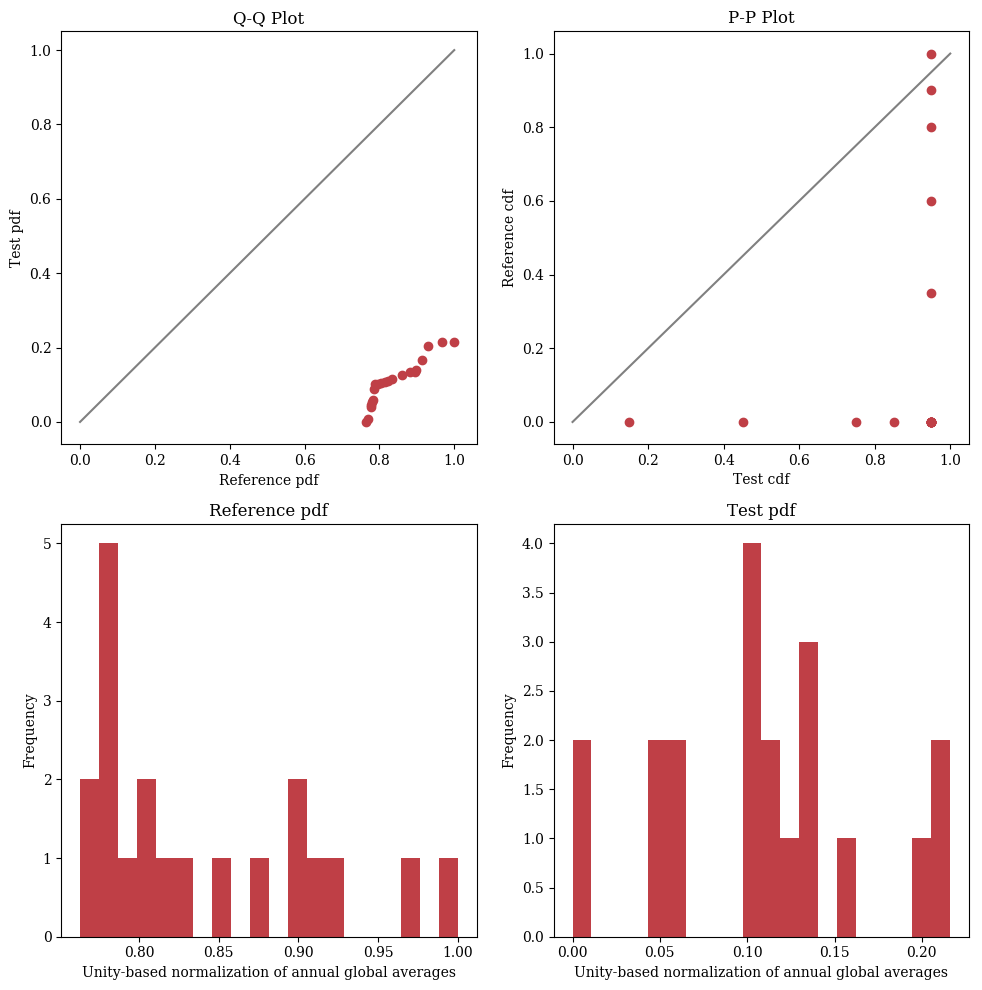 Q-Q Plot
1.0
0.8
0.6
0.4
0.2
0.0
Test pdf
0.0 0.2 0.4 0.6 0.8 1.0
Reference pdf
P-P Plot
1.0
0.8
0.6
0.4
0.2
0.0
Reference cdf
0.0 0.2 0.4 0.6 0.8 1.0
Test cdf
Reference pdf
5
4
3
2
1
0
Frequency
0.80 0.85 0.90 0.95 1.00
Unity-based normalization of annual global averages
Test pdf
4.0
3.5
3.0
2.5
2.0
1.5
1.0
0.5
0.0
Frequency
0.00 0.05 0.10 0.15 0.20
Unity-based normalization of annual global averages